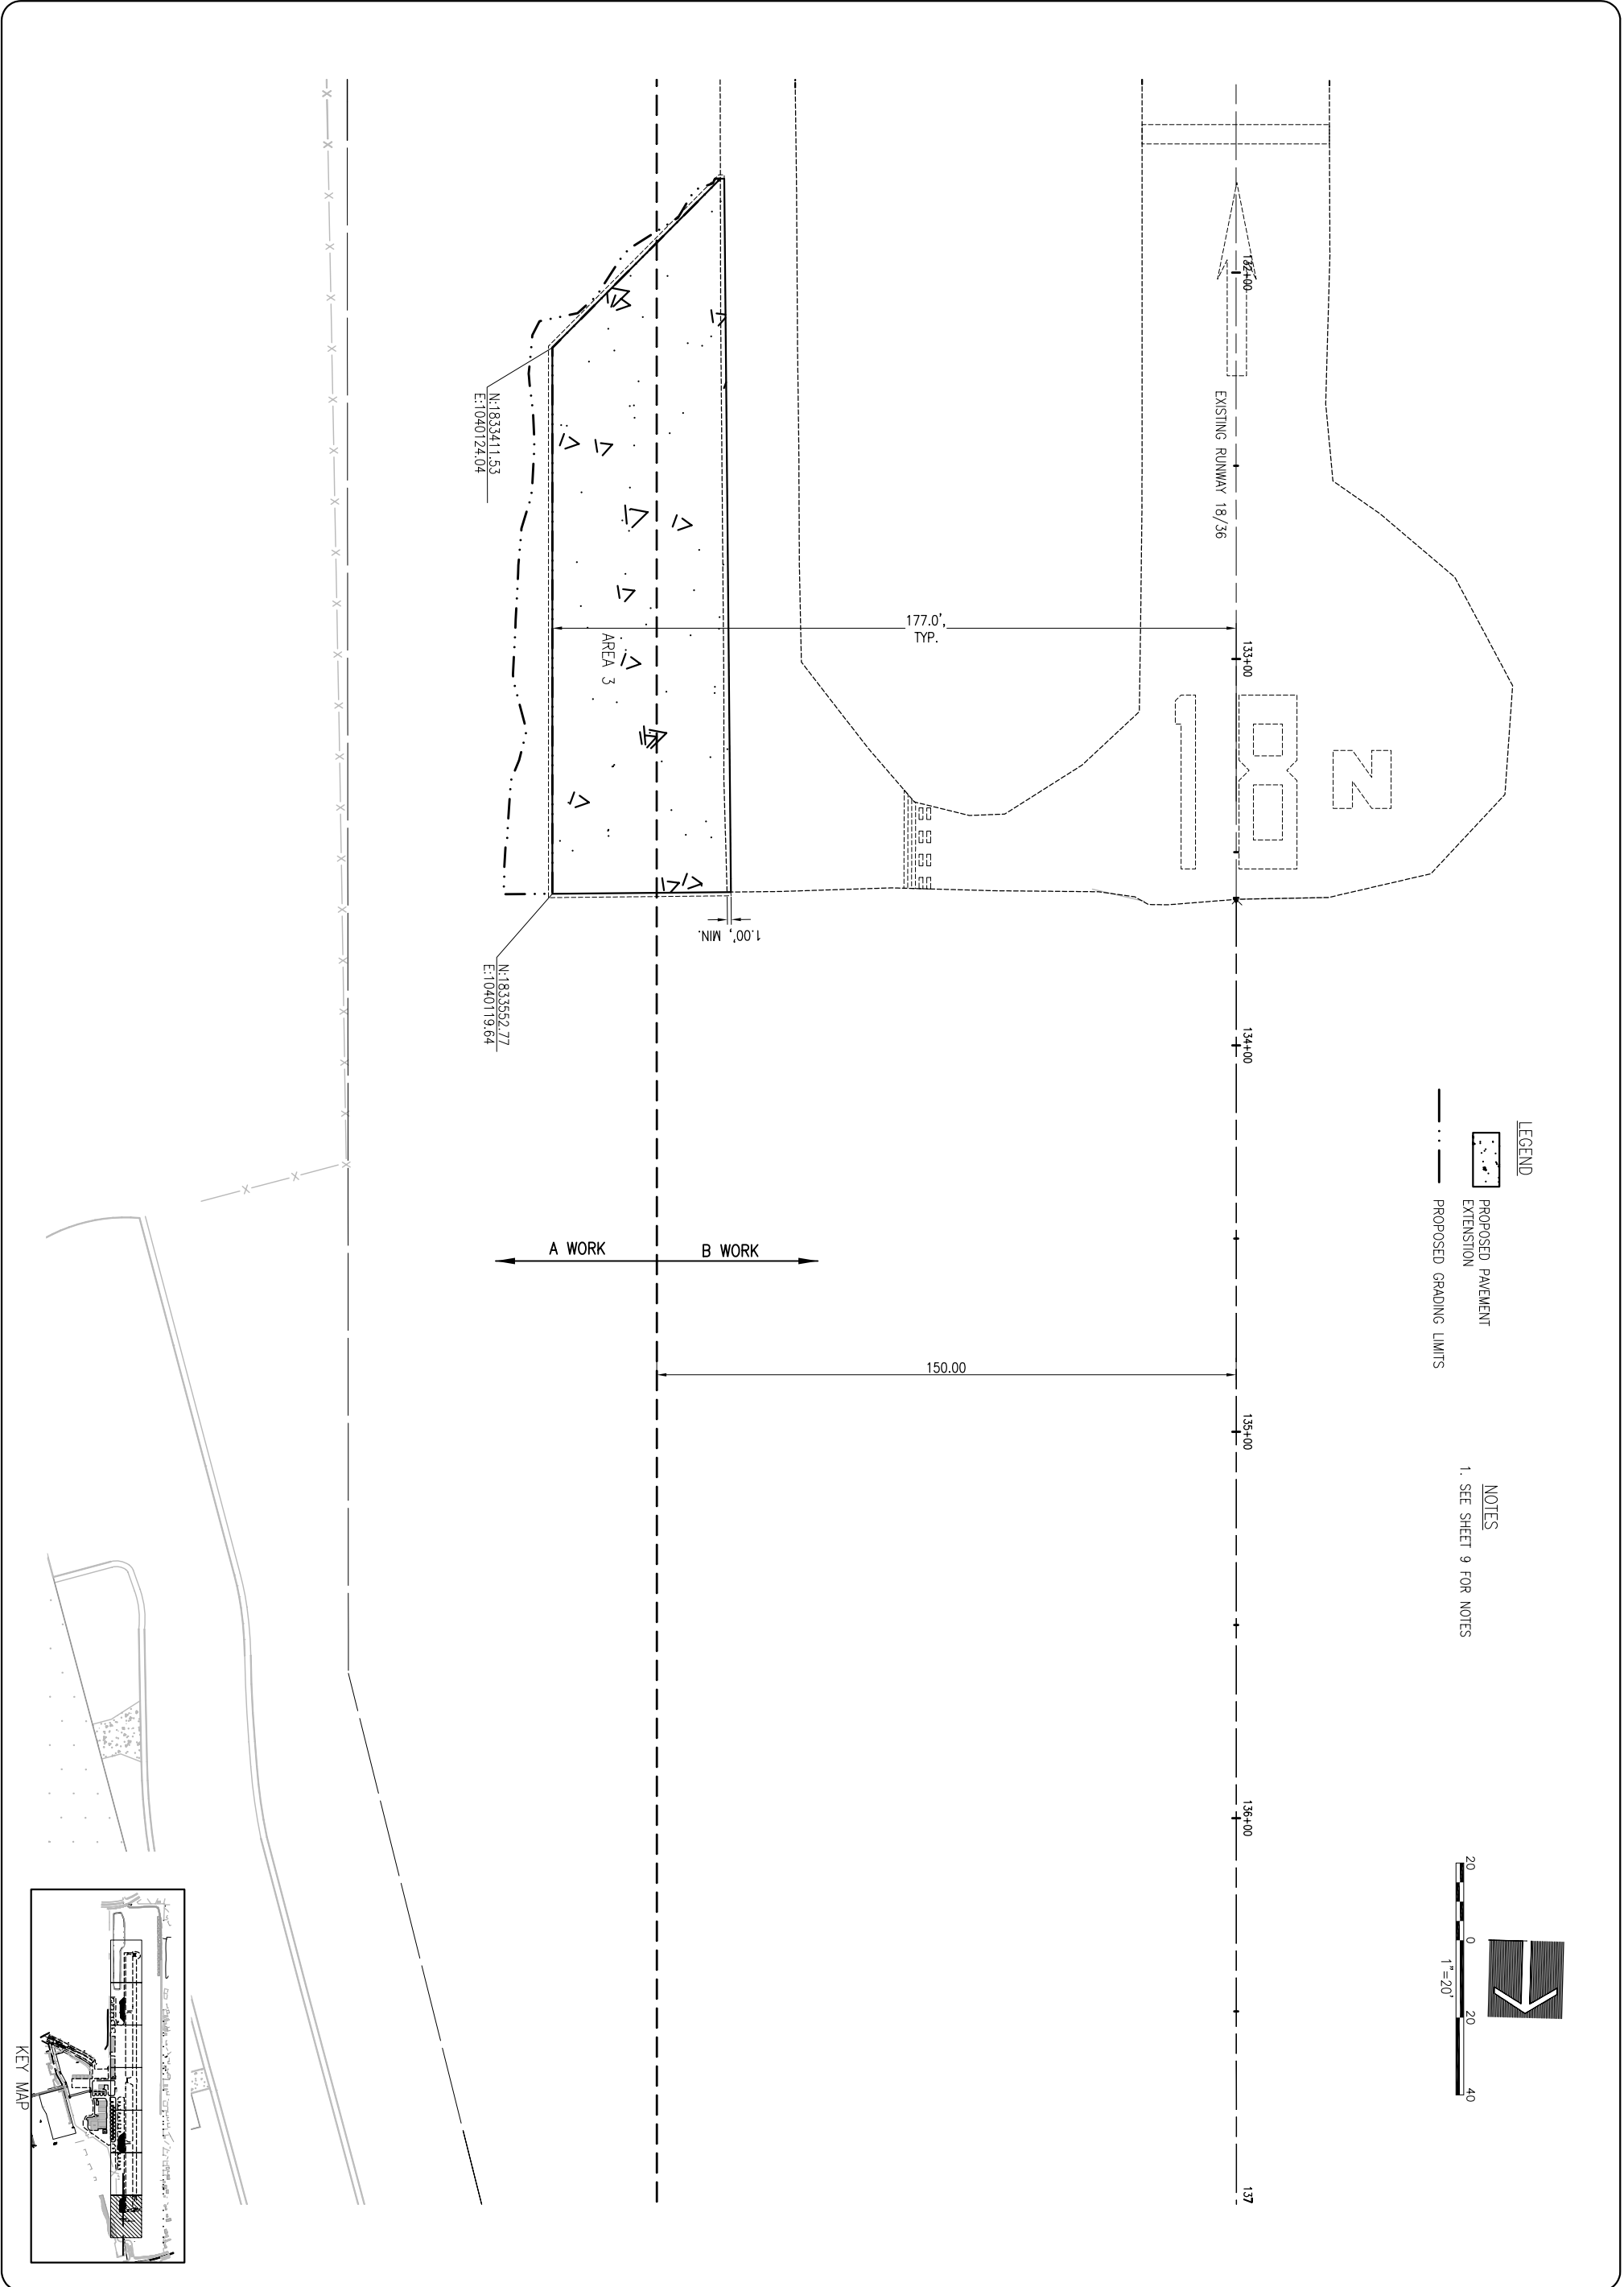 132+00
EXISTING RUNWAY 18/36
N:1833411.53
E:1040124.04
177.0',
TYP.
AREA 3
133+00
18
N
1.00', MIN.
N:1833552.77
E:1040119.64
134+00
LEGEND
PROPOSED PAVEMENT
EXTENSTION
PROPOSED GRADING LIMITS
A WORK
B WORK
150.00
135+00
NOTES
1. SEE SHEET 9 FOR NOTES
136+00
20 0 20 40
1"=20'
137
KEY MAP